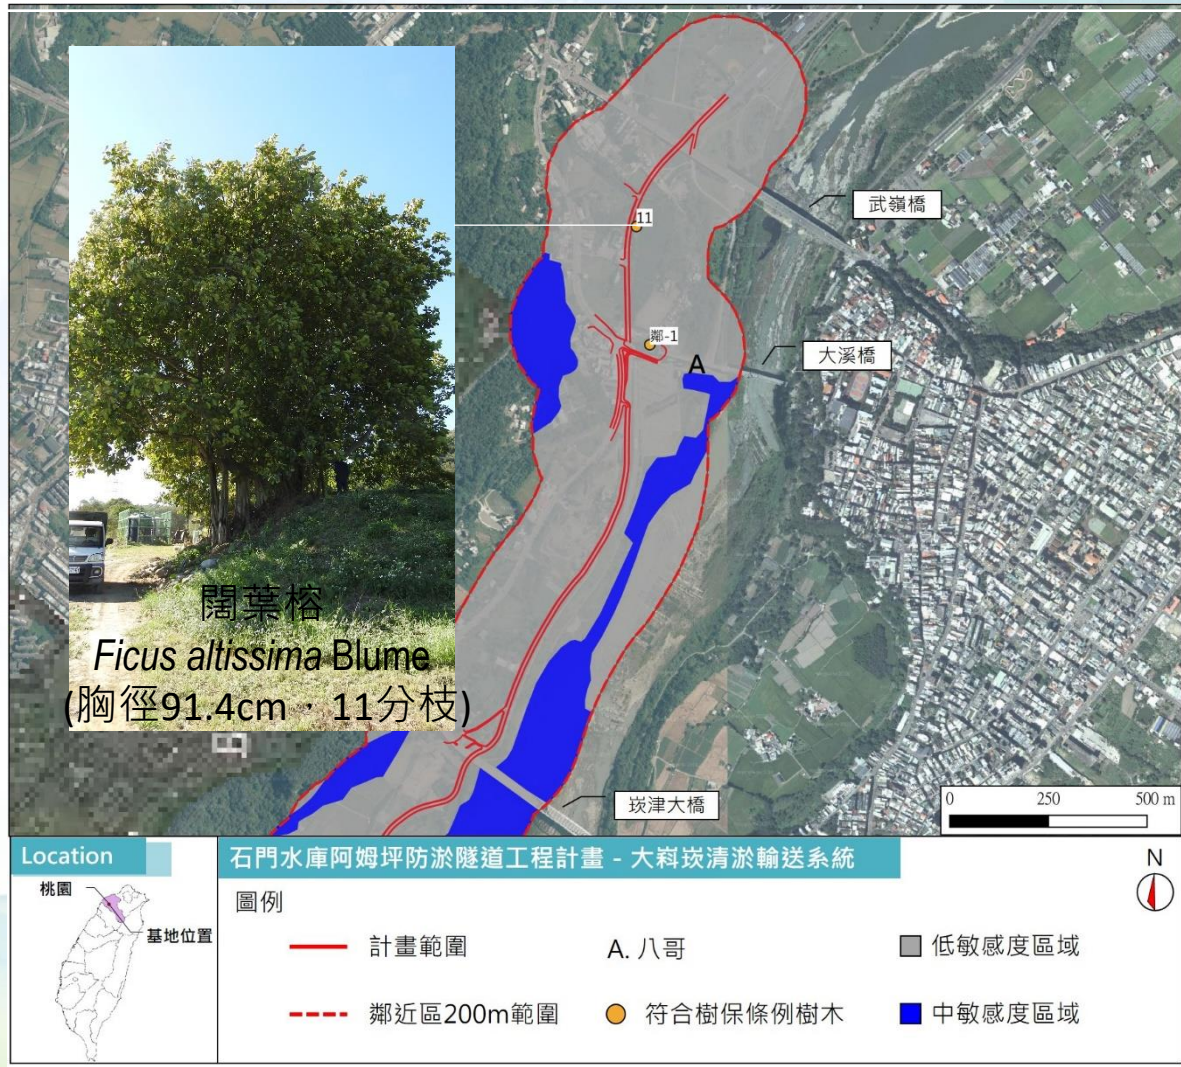 武嶺橋
11
鄰-1
大溪橋
A
闊葉榕
Ficus altissima Blume
(胸徑91.4cm，11分枝)
崁津大橋
0 250 500 m
Location
石門水庫阿姆坪防淤隧道工程計畫 - 大嵙崁清淤輸送系統
N
桃園
基地位置
圖例
計畫範圍
A. 八哥
低敏感度區域
鄰近區200m範圍
符合樹保條例樹木
中敏感度區域